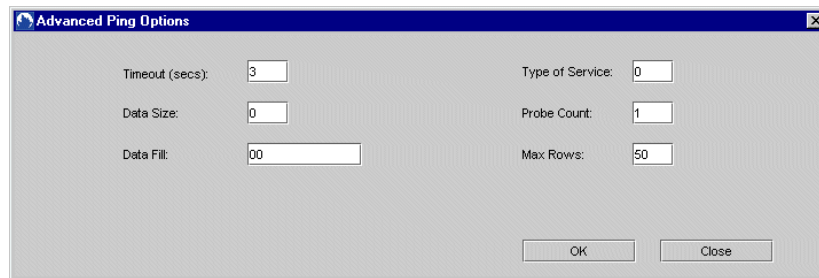 Advanced Ping Options
Timeout (secs): 3 Type of Service: 0
Data Size: 0 Probe Count: 1
Data Fill: 00 Max Rows: 50
OK Close